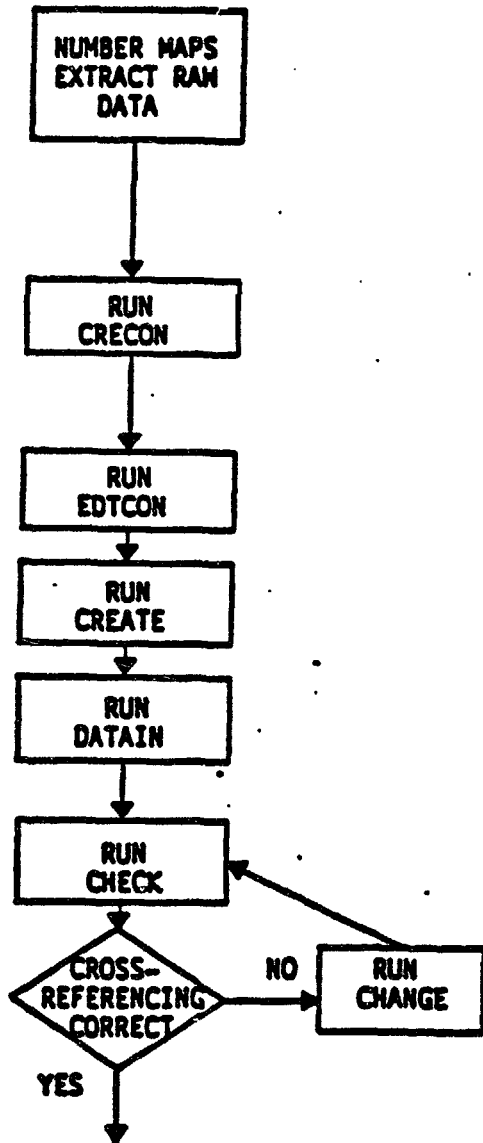 NUMBER MAPS
EXTRACT RAW
DATA
RUN
CRECON
RUN
EDTCON
RUN
CREATE
RUN
DATAIN
RUN
CHECK
CROSS-
REFERENCING
CORRECT
NO
RUN
CHANGE
YES